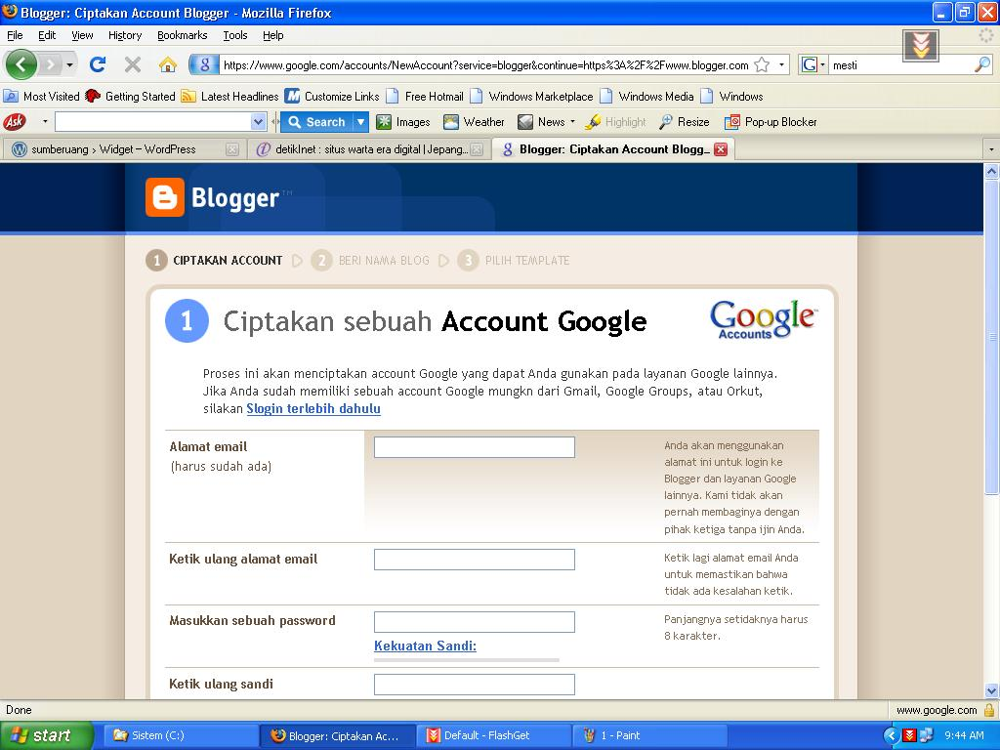 Blogger: Ciptakan Account Blogger - Mozilla Firefox
File Edit View History Bookmarks Tools Help
https://www.google.com/accounts/NewAccount?service=blogger&continue=https%3A%2F%2Fwww.blogger.com
mesti
Most Visited Getting Started Latest Headlines Customize Links Free Hotmail Windows Marketplace Windows Media Windows
Ask Search Images Weather News Highlight Resize Pop-up Blocker
sumberuang › Widget — WordPress
detikInet : situs warta era digital | Jepang...
Blogger: Ciptakan Account Blogg...
Blogger™
1 CIPTAKAN ACCOUNT 2 BERI NAMA BLOG 3 PILIH TEMPLATE
1 Ciptakan sebuah Account Google
Google™
Accounts
Proses ini akan menciptakan account Google yang dapat Anda gunakan pada layanan Google lainnya.
Jika Anda sudah memiliki sebuah account Google mungkn dari Gmail, Google Groups, atau Orkut,
silakan Slogin terlebih dahulu
Alamat email
(harus sudah ada)
Anda akan menggunakan
alamat ini untuk login ke
Blogger dan layanan Google
lainnya. Kami tidak akan
pernah membaginya dengan
pihak ketiga tanpa ijin Anda.
Ketik ulang alamat email
Ketik lagi alamat email Anda
untuk memastikan bahwa
tidak ada kesalahan ketik.
Masukkan sebuah password
Kekuatan Sandi:
Panjangnya setidaknya harus
8 karakter.
Ketik ulang sandi
Done
www.google.com
start Sistem (C:) Blogger: Ciptakan Ac... Default - FlashGet 1 - Paint 9:44 AM